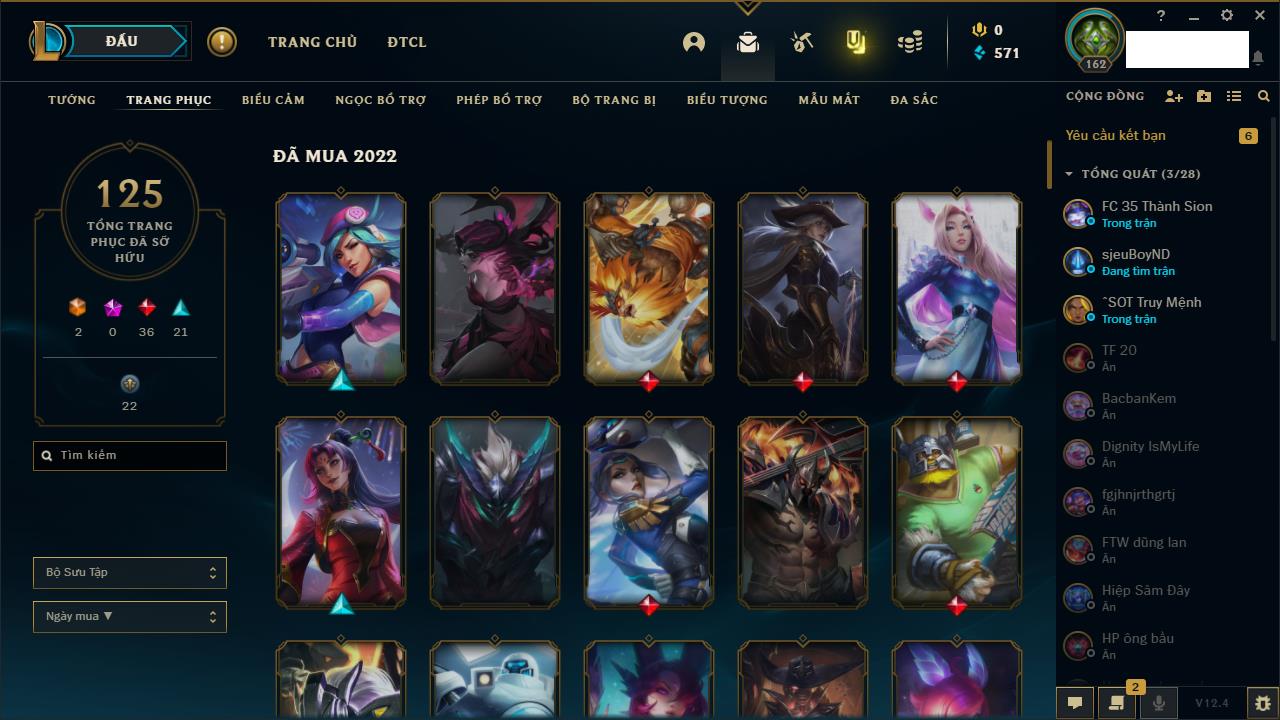 ĐẤU
TRANG CHỦ
ĐTCL
0
571
162
TƯỚNG
TRANG PHỤC
BIỂU CẢM
NGỌC BỔ TRỢ
PHÉP BỔ TRỢ
BỘ TRANG BỊ
BIỂU TƯỢNG
MẪU MẮT
ĐA SẮC
125
TỔNG TRANG
PHỤC ĐÃ SỞ
HỮU
2
0
36
21
22
Tìm kiếm
Bộ Sưu Tập
Ngày mua ▼
ĐÃ MUA 2022
CỘNG ĐỒNG
Yêu cầu kết bạn
6
TỔNG QUÁT (3/28)
FC 35 Thành Sion
Trong trận
sjeuBoyND
Đang tìm trận
^SOT Truy Mệnh
Trong trận
TF 20
Ẩn
BacbanKem
Ẩn
Dignity IsMyLife
Ẩn
fgjhnjrthgrtj
Ẩn
FTW dũng lan
Ẩn
Hiệp Sâm Đây
Ẩn
HP ông bầu
Ẩn
2
V12.4